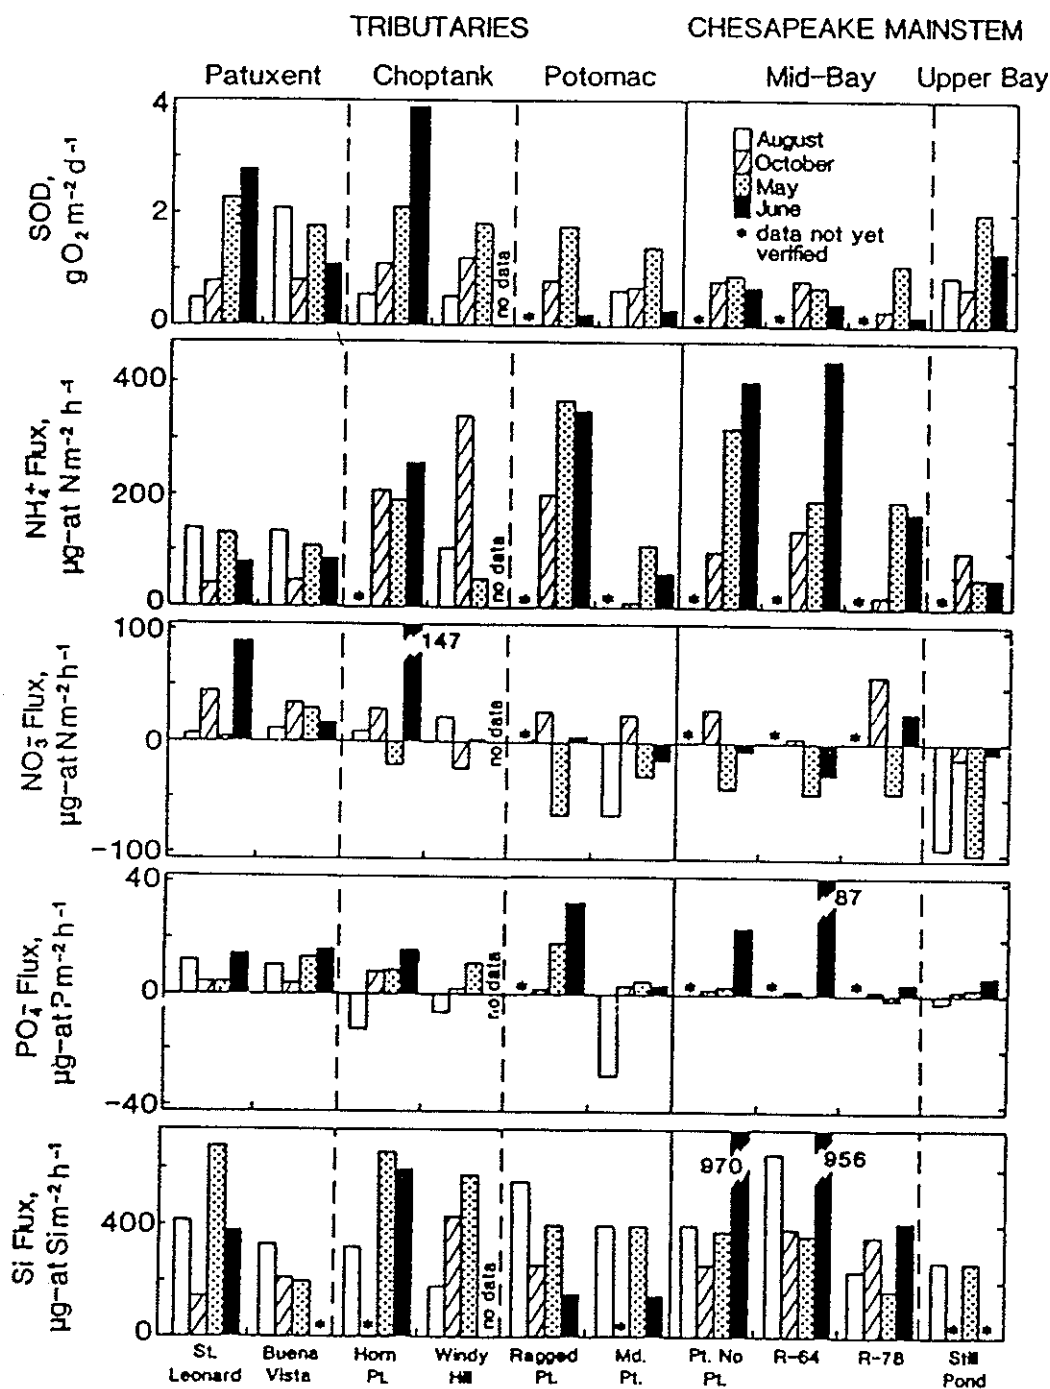 TRIBUTARIES
CHESAPEAKE MAINSTEM
Patuxent
Choptank
Potomac
Mid-Bay
Upper Bay
SOD,
g O₂ m⁻² d⁻¹
4
2
0
August
October
May
June
* data not yet
verified
no data
*
*
*
*
NH₄⁺ Flux,
µg-at N m⁻² h⁻¹
400
200
0
*
no data
*
*
*
*
*
*
NO₃⁻ Flux,
µg-at N m⁻² h⁻¹
100
0
-100
147
no data
*
*
*
*
PO₄⁻ Flux,
µg-at P m⁻² h⁻¹
40
0
-40
no data
*
*
*
*
87
Si Flux,
µg-at Si m⁻² h⁻¹
400
0
*
*
no data
*
970
956
*
*
St.
Leonard
Buena
Vista
Horn
Pt.
Windy
Hill
Ragged
Pt.
Md.
Pt.
Pt. No
Pt.
R-64
R-78
Still
Pond